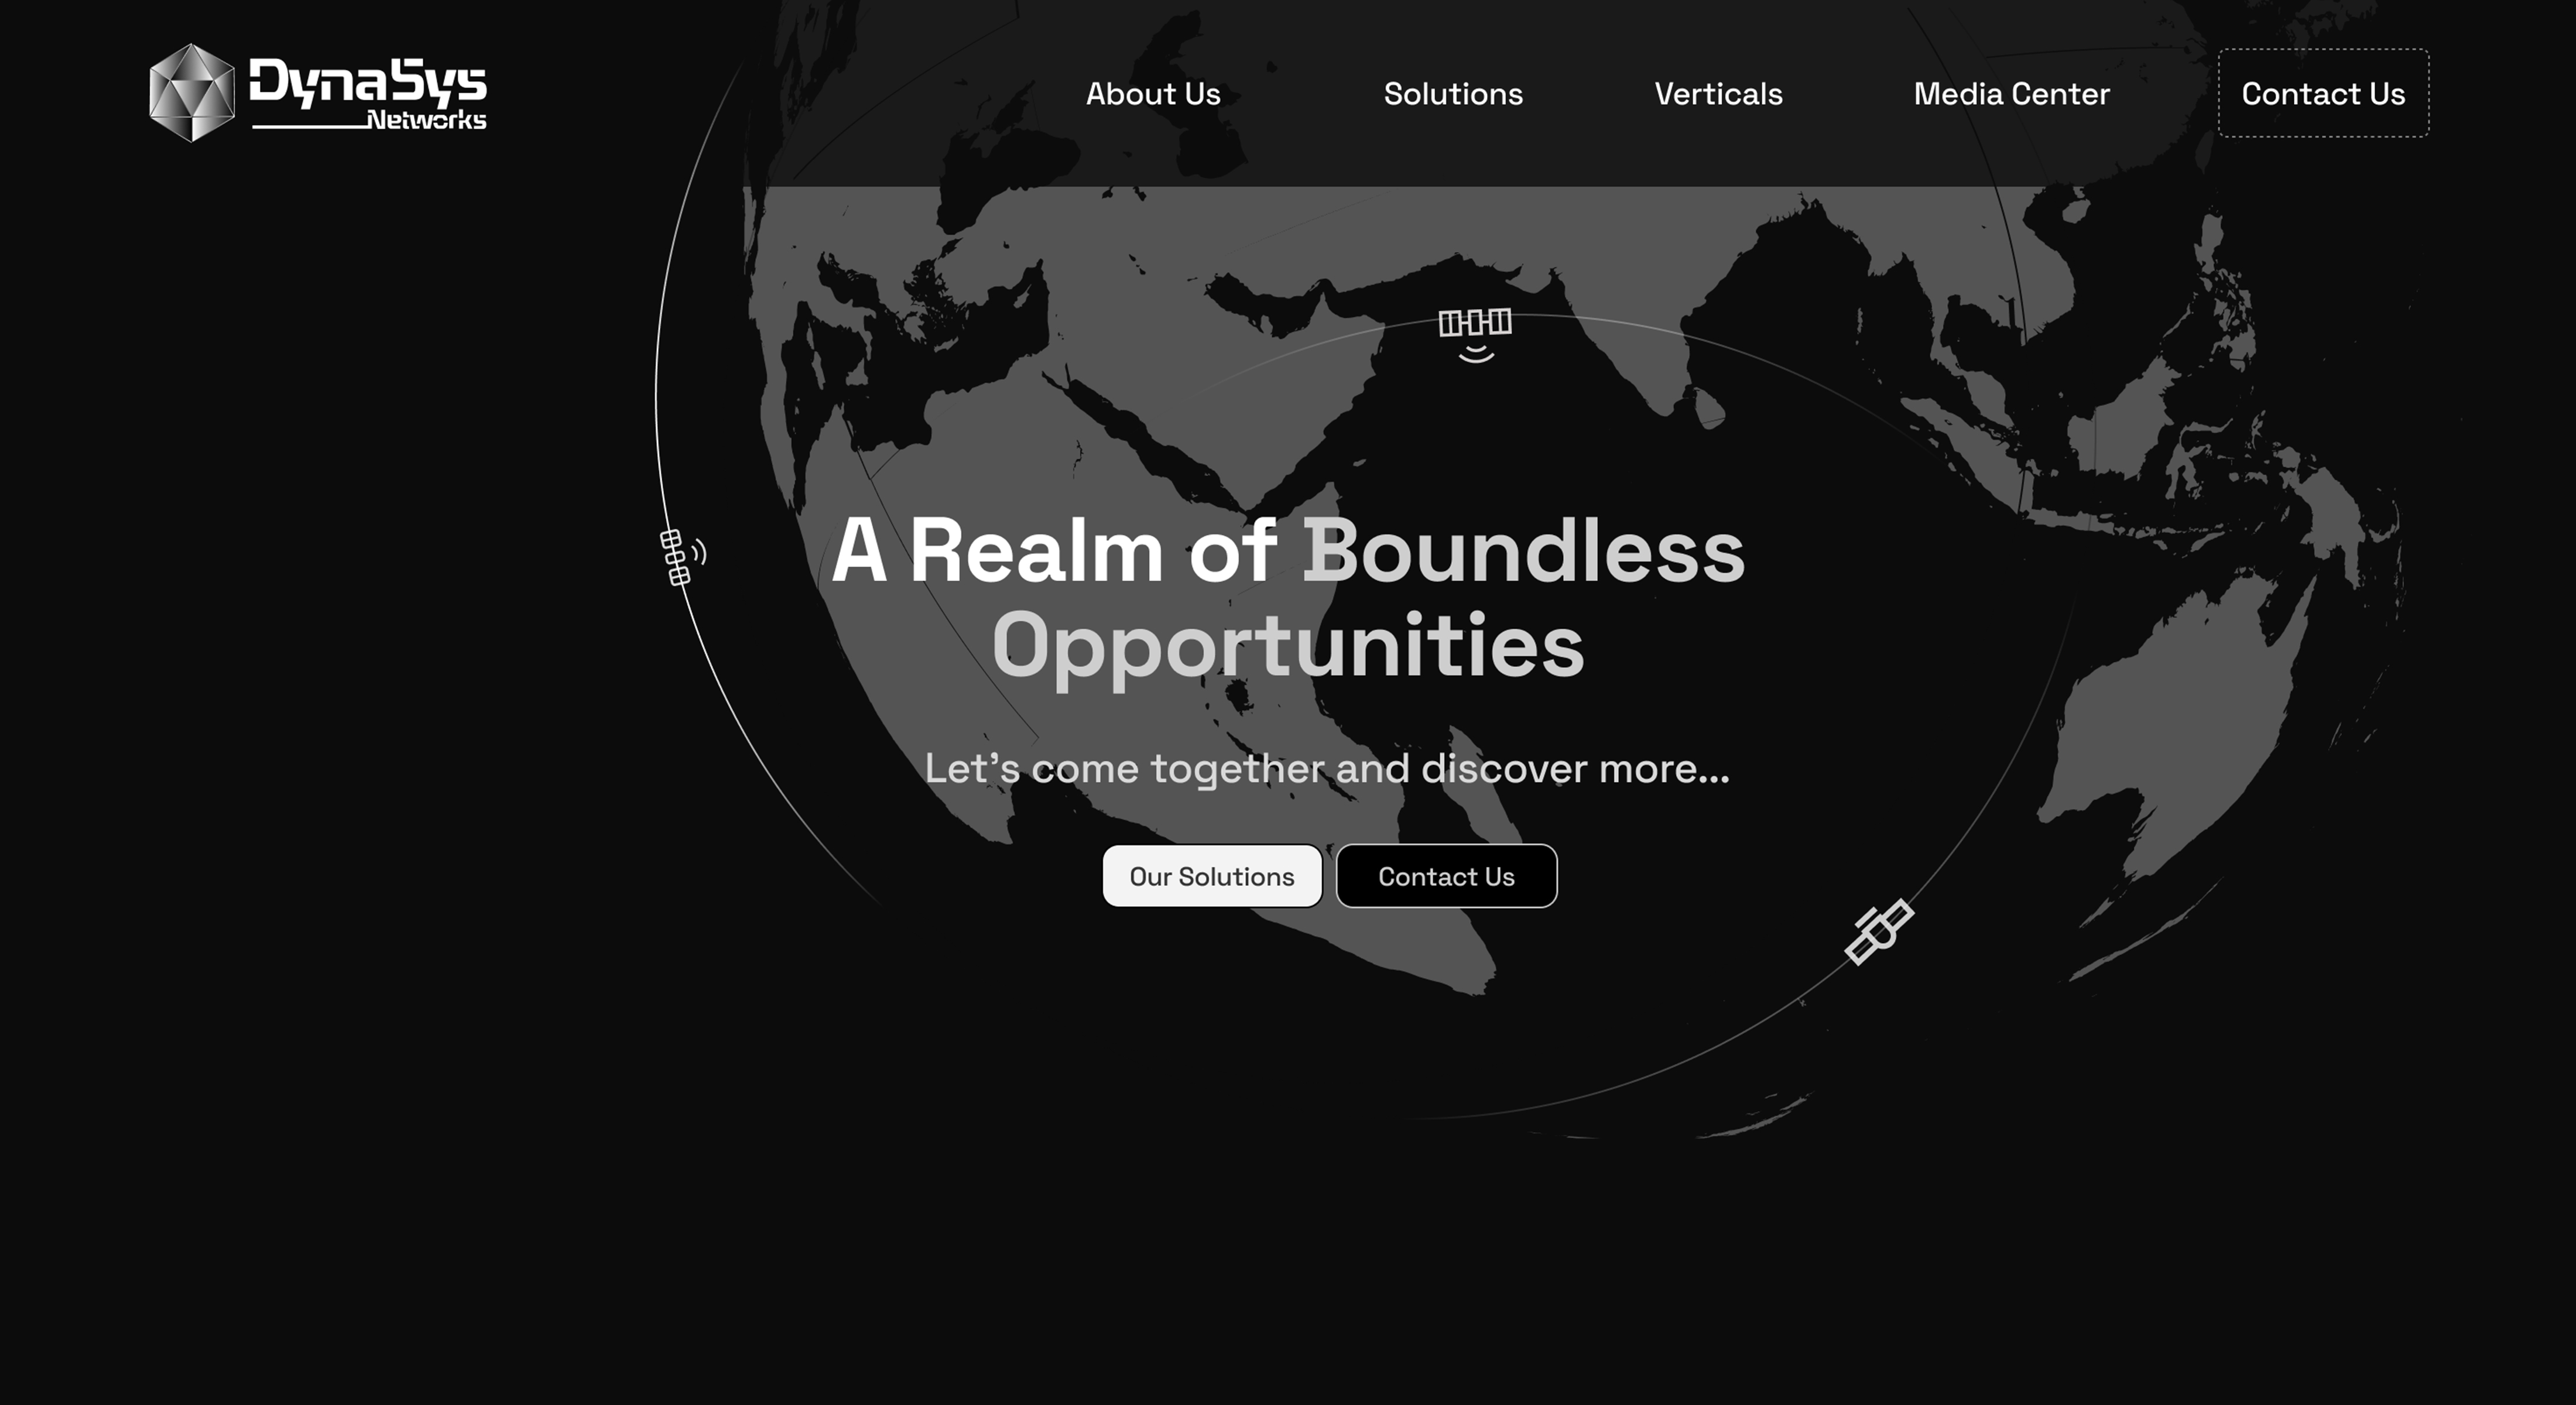 DynaSys
Networks
About Us
Solutions
Verticals
Media Center
Contact Us
A Realm of Boundless
Opportunities
Let's come together and discover more...
Our Solutions
Contact Us